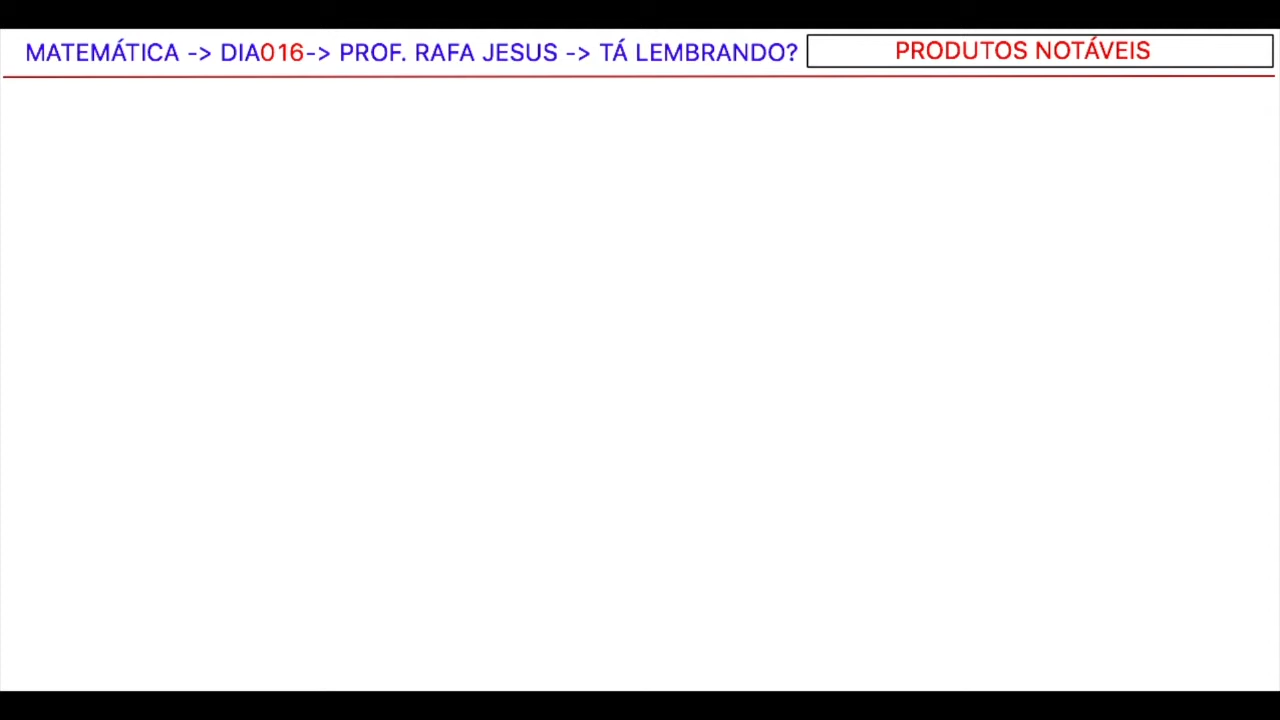 MATEMÁTICA -> DIA016-> PROF. RAFA JESUS -> TÁ LEMBRANDO? PRODUTOS NOTÁVEIS